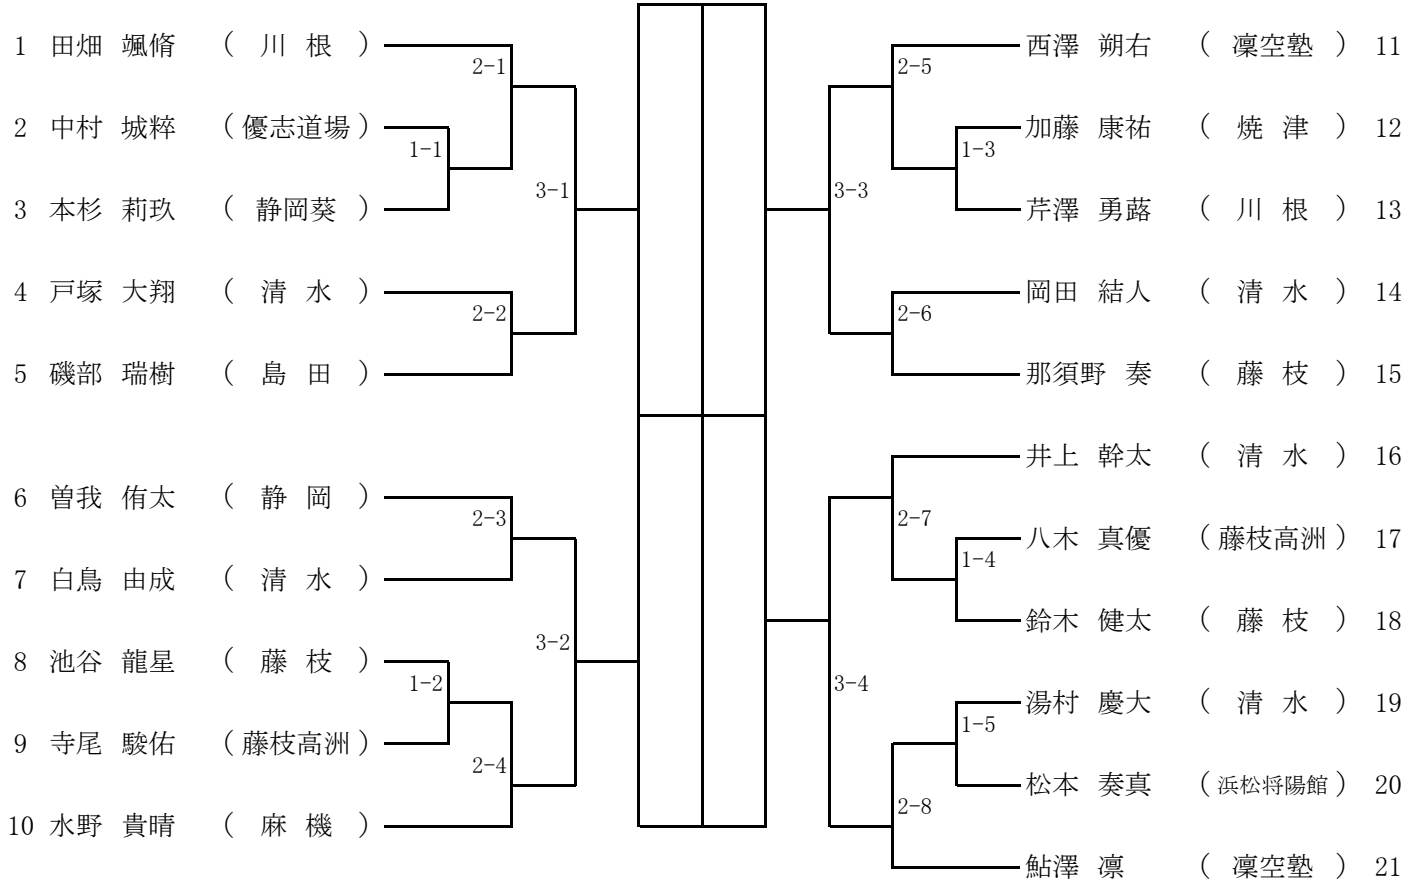 1 田畑 颯脩 （ 川 根 ）
2-1
2 中村 城粹 （ 優志道場 ）
1-1
3 本杉 莉玖 （ 静岡葵 ）
3-1
4 戸塚 大翔 （ 清 水 ）
2-2
5 磯部 瑞樹 （ 島 田 ）
6 曽我 侑太 （ 静 岡 ）
2-3
7 白鳥 由成 （ 清 水 ）
3-2
8 池谷 龍星 （ 藤 枝 ）
1-2
9 寺尾 駿佑 （ 藤枝高洲 ）
2-4
10 水野 貴晴 （ 麻 機 ）
西澤 朔右 （ 凜空塾 ） 11
2-5
加藤 康祐 （ 焼 津 ） 12
1-3
3-3
芹澤 勇蕗 （ 川 根 ） 13
岡田 結人 （ 清 水 ） 14
2-6
那須野 奏 （ 藤 枝 ） 15
井上 幹太 （ 清 水 ） 16
2-7
八木 真優 （ 藤枝高洲 ） 17
1-4
鈴木 健太 （ 藤 枝 ） 18
3-4
湯村 慶大 （ 清 水 ） 19
1-5
松本 奏真 （ 浜松将陽館 ） 20
2-8
鮎澤 凛 （ 凜空塾 ） 21